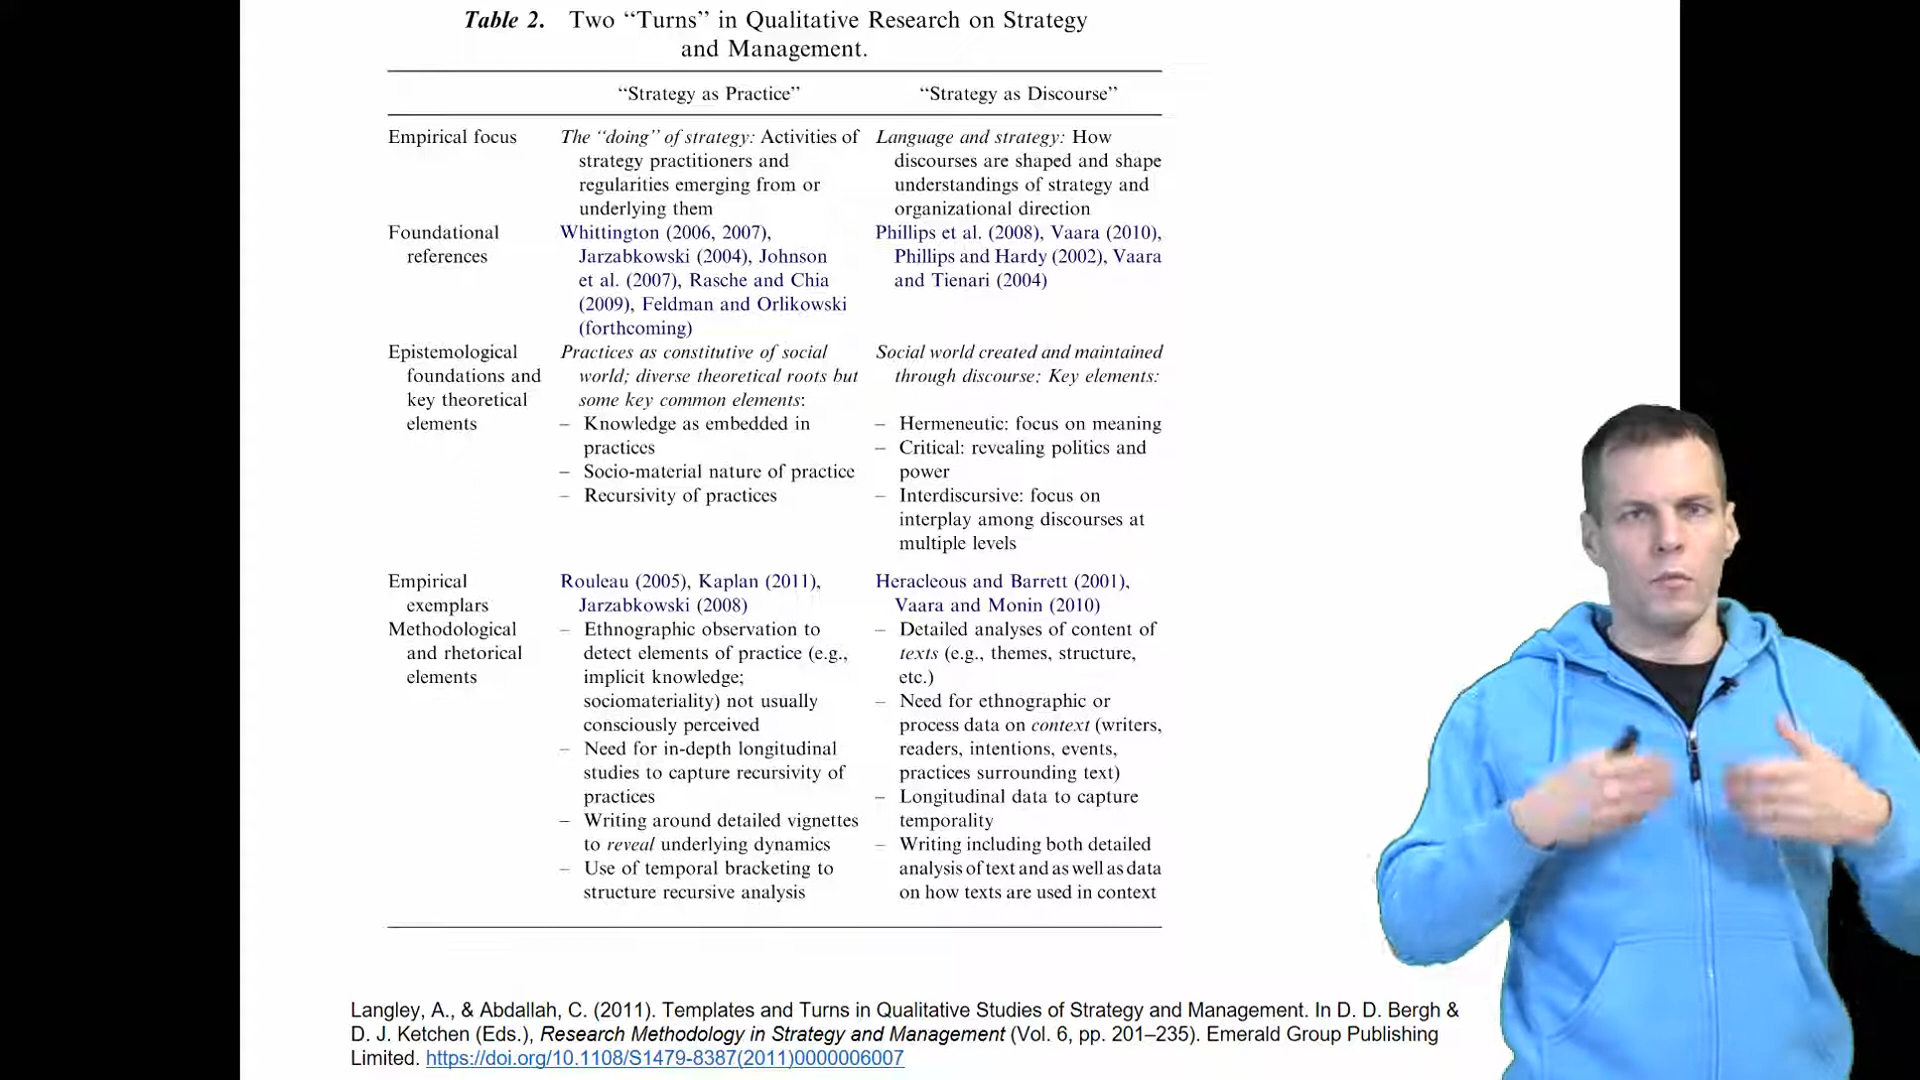 Table 2. Two “Turns” in Qualitative Research on Strategy
and Management.
“Strategy as Practice” “Strategy as Discourse”
Empirical focus
The “doing” of strategy: Activities of
strategy practitioners and
regularities emerging from or
underlying them
Language and strategy: How
discourses are shaped and shape
understandings of strategy and
organizational direction
Foundational
references
Whittington (2006, 2007),
Jarzabkowski (2004), Johnson
et al. (2007), Rasche and Chia
(2009), Feldman and Orlikowski
(forthcoming)
Phillips et al. (2008), Vaara (2010),
Phillips and Hardy (2002), Vaara
and Tienari (2004)
Epistemological
foundations and
key theoretical
elements
Practices as constitutive of social
world; diverse theoretical roots but
some key common elements:
– Knowledge as embedded in
practices
– Socio-material nature of practice
– Recursivity of practices
Social world created and maintained
through discourse; Key elements:
– Hermeneutic: focus on meaning
– Critical: revealing politics and
power
– Interdiscursive: focus on
interplay among discourses at
multiple levels
Empirical
exemplars
Rouleau (2005), Kaplan (2011),
Jarzabkowski (2008)
Heracleous and Barrett (2001),
Vaara and Monin (2010)
Methodological
and rhetorical
elements
– Ethnographic observation to
detect elements of practice (e.g.,
implicit knowledge;
sociomateriality) not usually
consciously perceived
– Need for in-depth longitudinal
studies to capture recursivity of
practices
– Writing around detailed vignettes
to reveal underlying dynamics
– Use of temporal bracketing to
structure recursive analysis
– Detailed analyses of content of
texts (e.g., themes, structure,
etc.)
– Need for ethnographic or
process data on context (writers,
readers, intentions, events,
practices surrounding text)
– Longitudinal data to capture
temporality
– Writing including both detailed
analysis of text and as well as data
on how texts are used in context
Langley, A., & Abdallah, C. (2011). Templates and Turns in Qualitative Studies of Strategy and Management. In D. D. Bergh &
D. J. Ketchen (Eds.), Research Methodology in Strategy and Management (Vol. 6, pp. 201–235). Emerald Group Publishing
Limited. https://doi.org/10.1108/S1479-8387(2011)0000006007